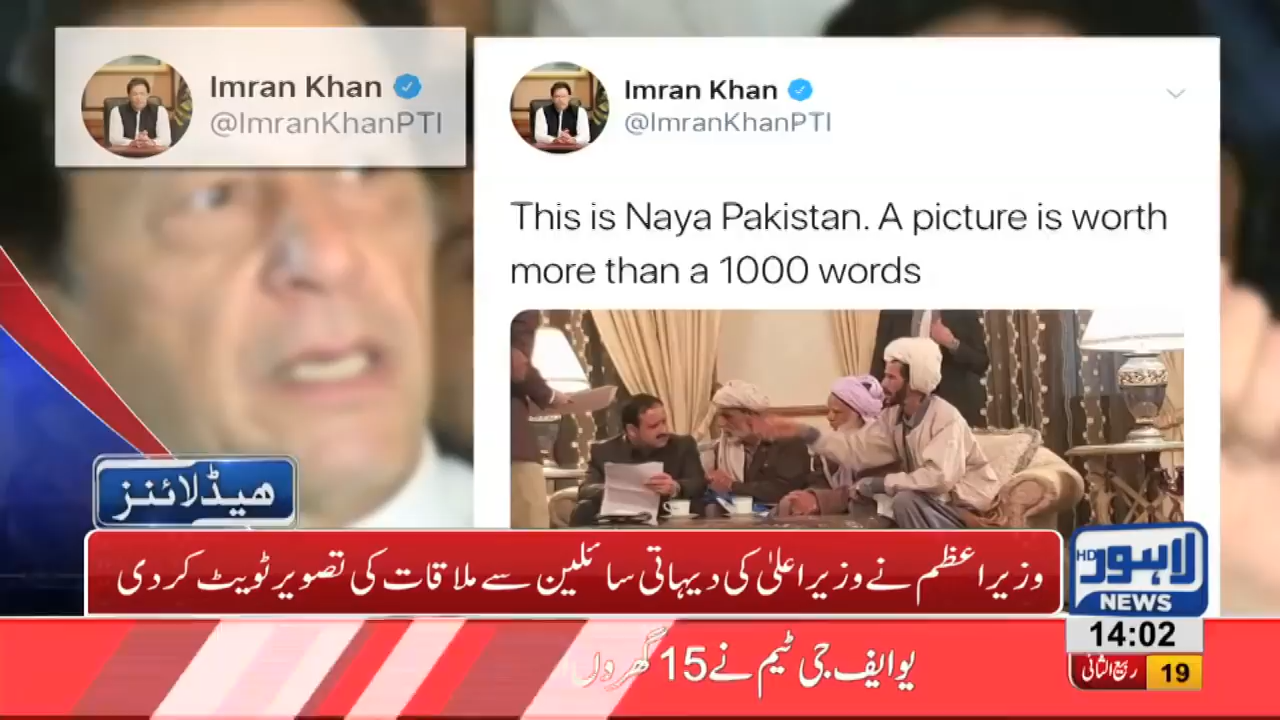 Imran Khan
@ImranKhanPTI
Imran Khan
@ImranKhanPTI
This is Naya Pakistan. A picture is worth
more than a 1000 words
ہیڈلائنز
وزیراعظم نے وزیراعلیٰ کی دیہاتی سائلین سے ملاقات کی تصویر ٹویٹ کردی
HD لاہور
NEWS
14:02
19 ربیع الثانی
یو ایف جی ٹیم نے 15 گھروں